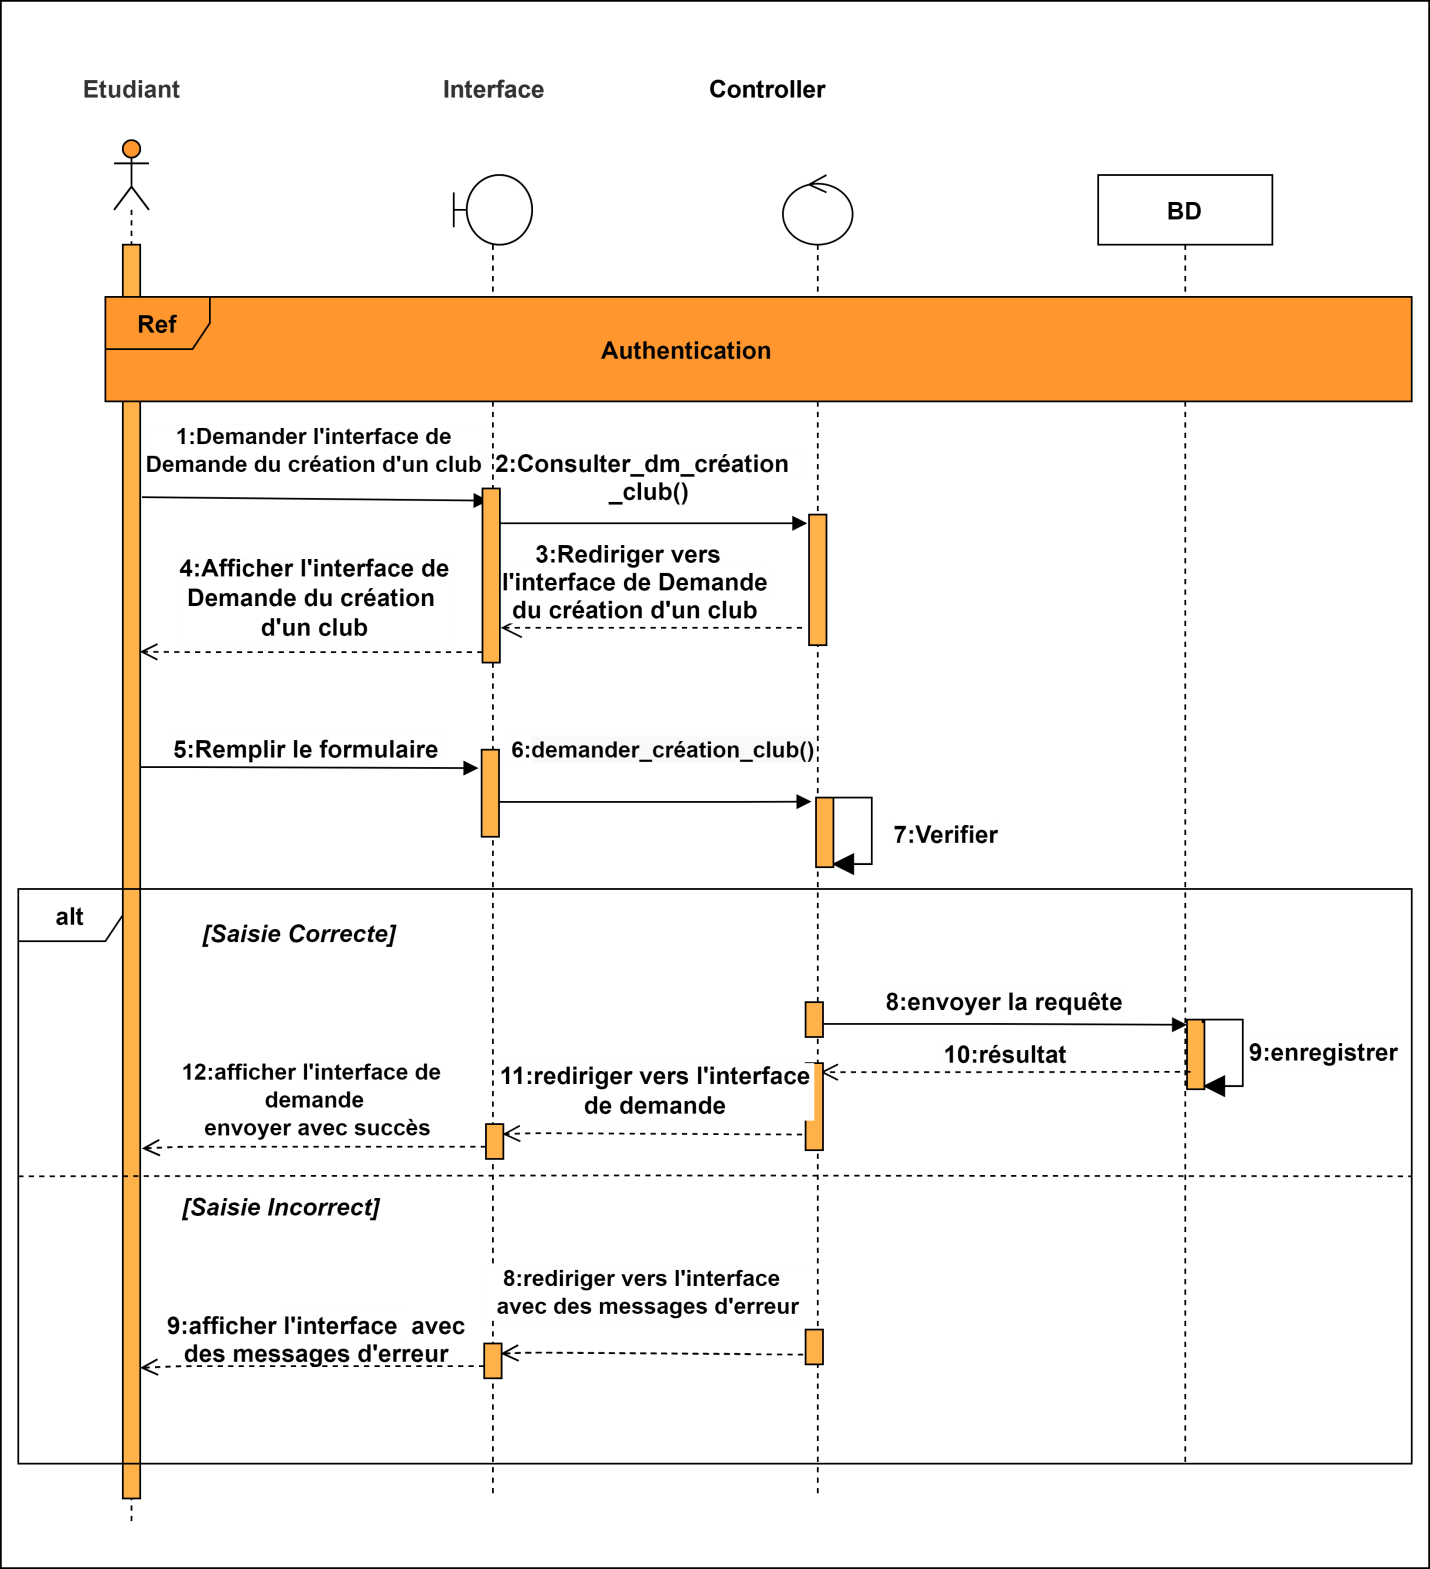 Etudiant
Interface
Controller
BD
Ref
Authentication
1:Demander l'interface de
Demande du création d'un club
2:Consulter_dm_création
_club()
3:Rediriger vers
l'interface de Demande
du création d'un club
4:Afficher l'interface de
Demande du création
d'un club
5:Remplir le formulaire
6:demander_création_club()
7:Verifier
alt
[Saisie Correcte]
8:envoyer la requête
9:enregistrer
10:résultat
11:rediriger vers l'interface
de demande
12:afficher l'interface de
demande
envoyer avec succès
[Saisie Incorrect]
8:rediriger vers l'interface
avec des messages d'erreur
9:afficher l'interface  avec
des messages d'erreur